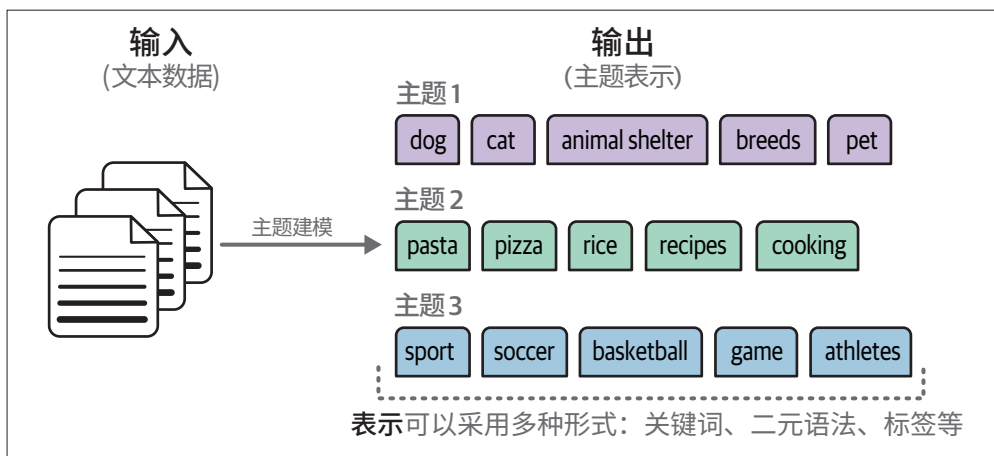 输入
(文本数据)
输出
(主题表示)
主题 1
dog cat animal shelter breeds pet
主题建模
主题 2
pasta pizza rice recipes cooking
主题 3
sport soccer basketball game athletes
表示可以采用多种形式：关键词、二元语法、标签等